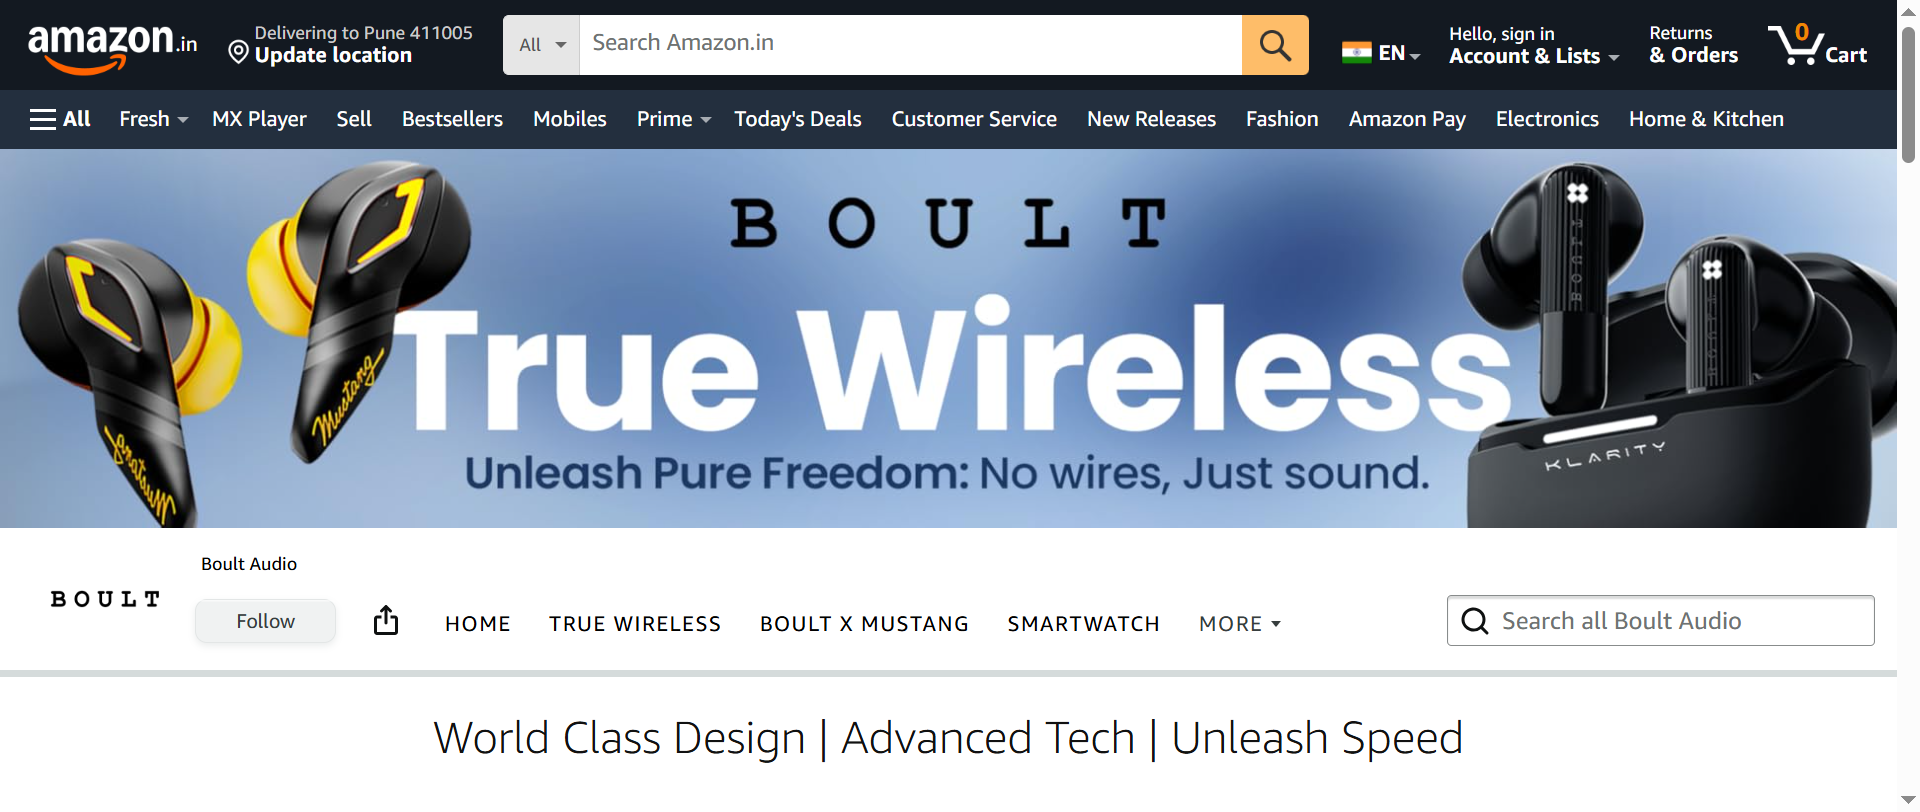 amazon.in
Delivering to Pune 411005
Update location
All
Search Amazon.in
EN
Hello, sign in
Account & Lists
Returns
& Orders
0
Cart
All
Fresh
MX Player
Sell
Bestsellers
Mobiles
Prime
Today's Deals
Customer Service
New Releases
Fashion
Amazon Pay
Electronics
Home & Kitchen
BOULT
True Wireless
Unleash Pure Freedom: No wires, Just sound.
Mustang
Mustang
BOULT
BOULT
KLARITY
BOULT
Boult Audio
Follow
HOME
TRUE WIRELESS
BOULT X MUSTANG
SMARTWATCH
MORE
Search all Boult Audio
World Class Design | Advanced Tech | Unleash Speed